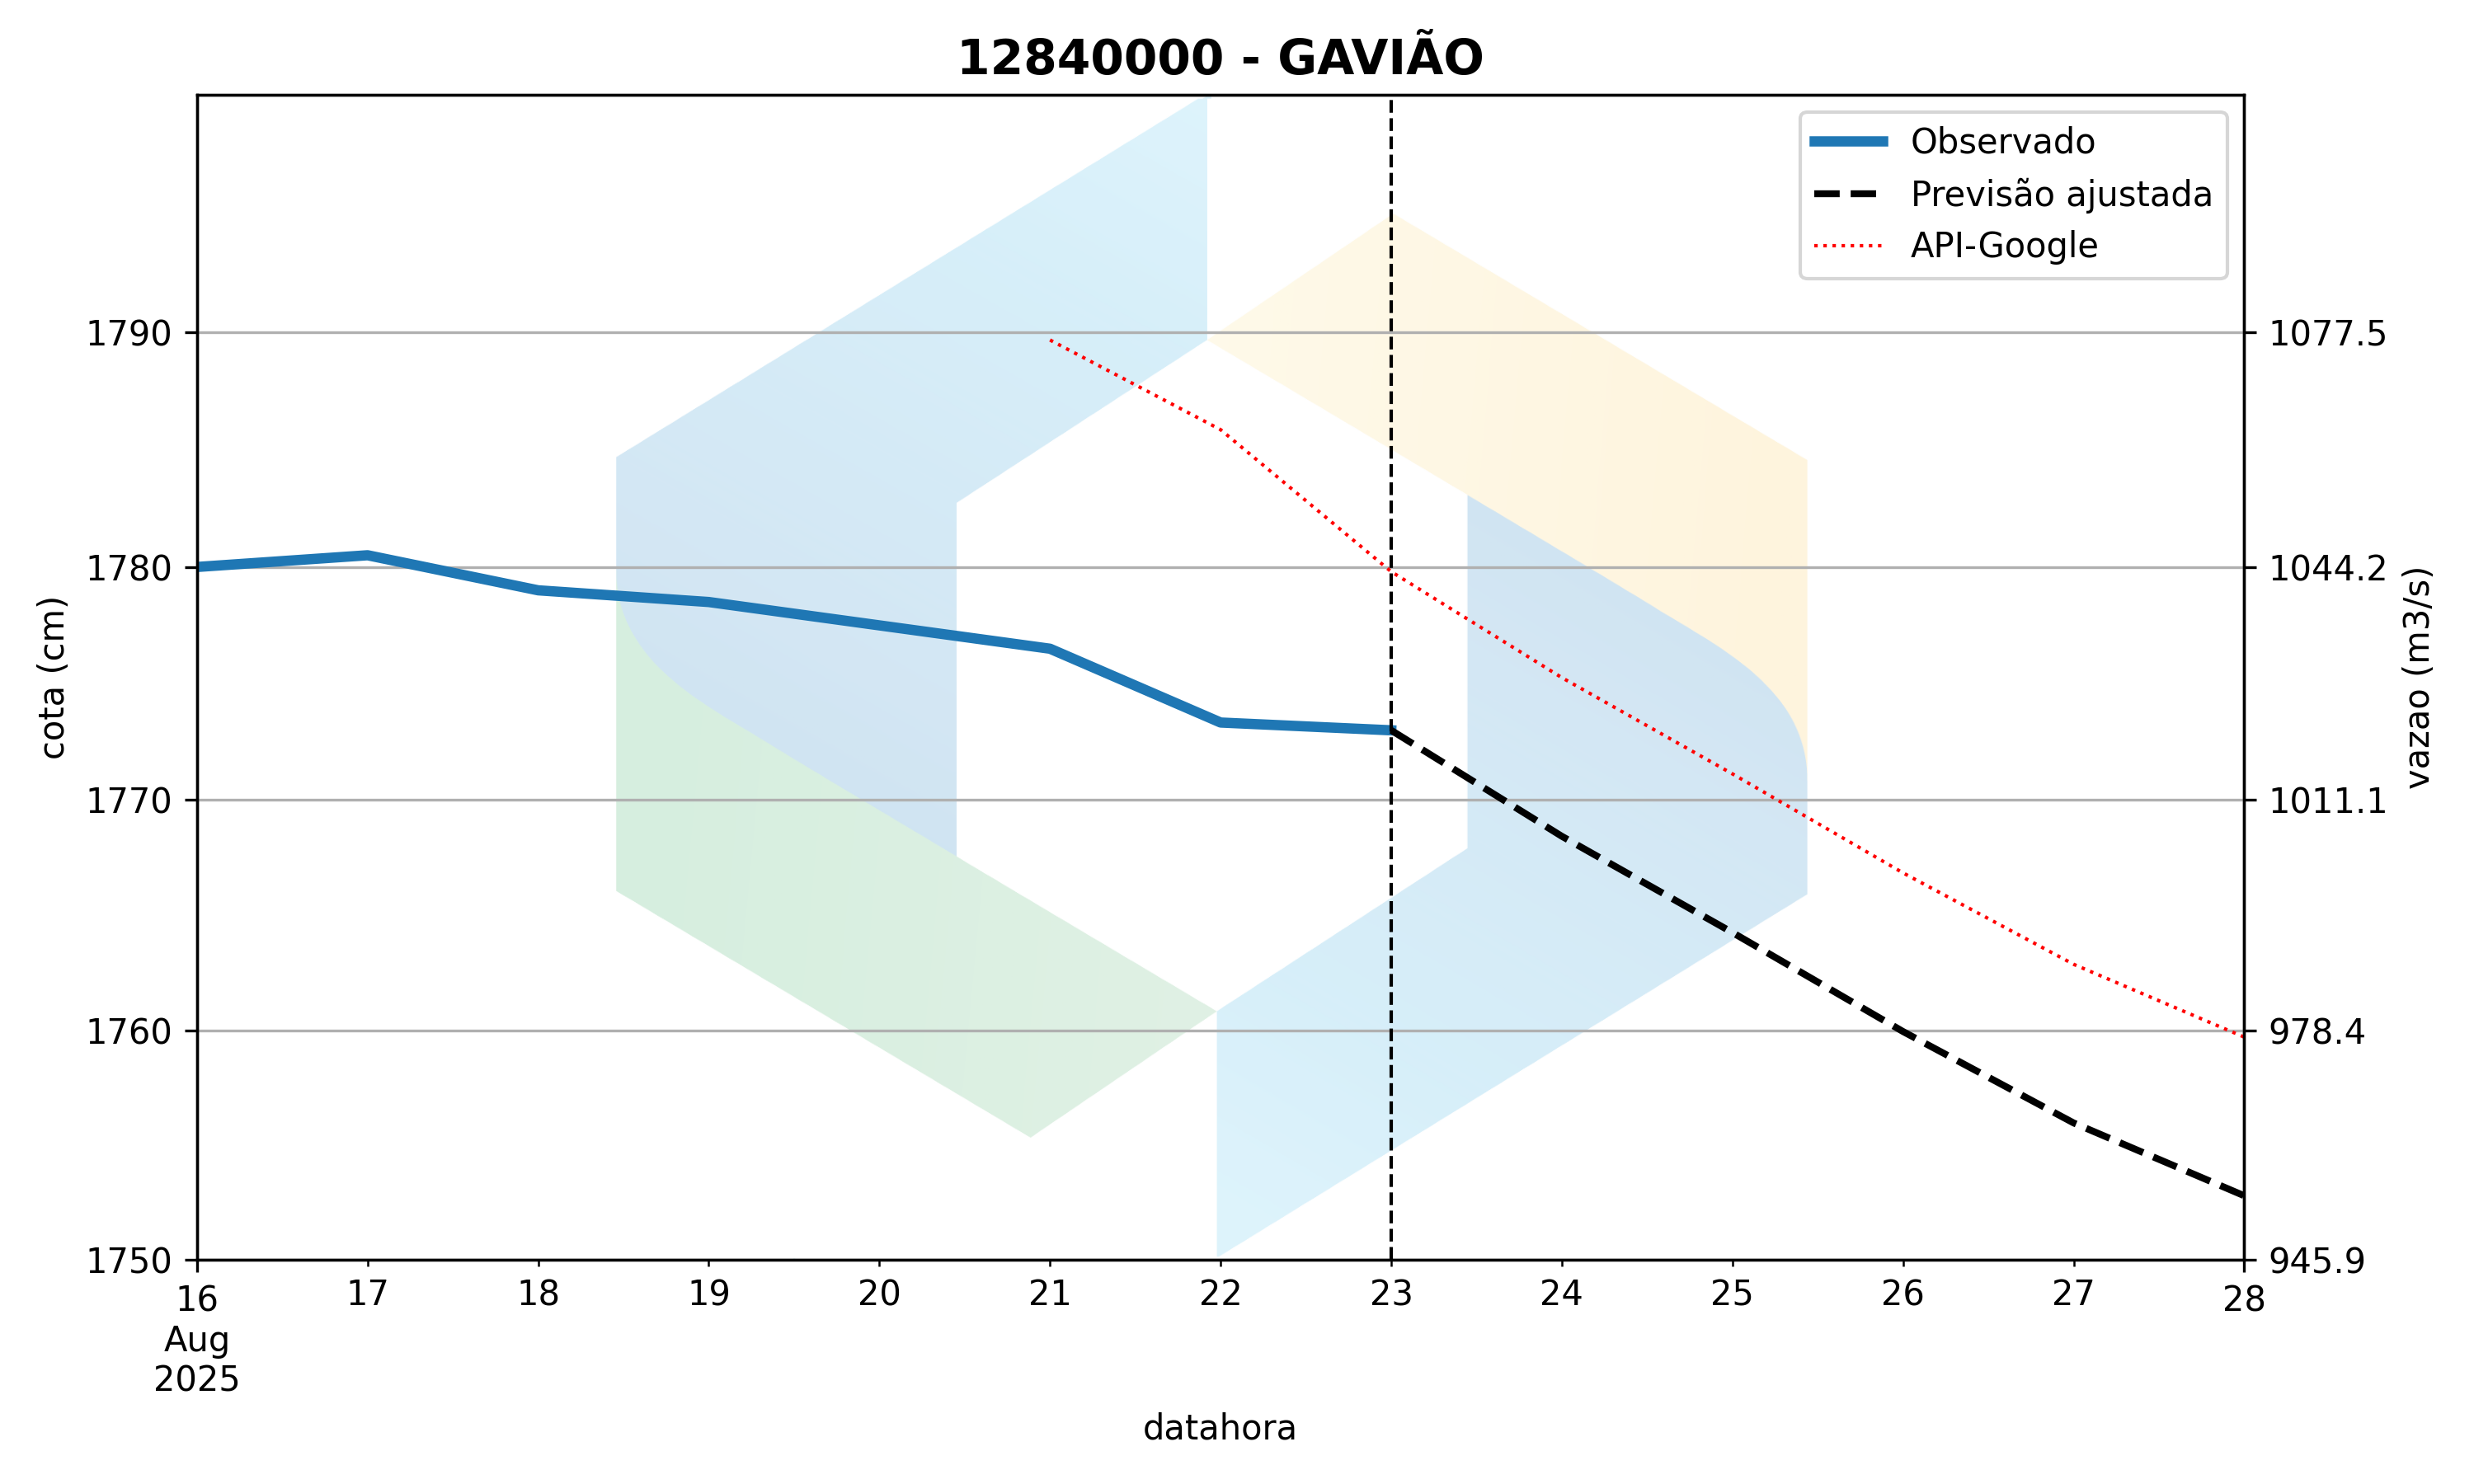 12840000 - GAVIÃO
Observado
Previsão ajustada
API-Google
1790
1780
1770
1760
1750
cota (cm)
1077.5
1044.2
1011.1
978.4
945.9
vazao (m3/s)
16 17 18 19 20 21 22 23 24 25 26 27 28
Aug
2025
datahora